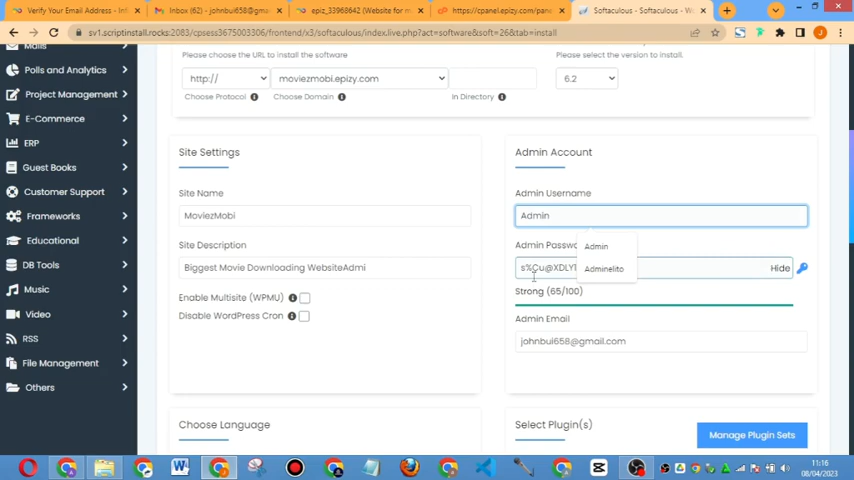 Verify Your Email Address -
Inbox (62) - johnbui658@gmail.c
epiz_33968642 (Website for m
https://cpanel.epizy.com/pane
Softaculous - Softaculous - W
sv1.scriptinstall.rocks:2083/cpsess3675003306/frontend/x3/softaculous/index.live.php?act=software&soft=26&tab=install
Mails
Polls and Analytics
Project Management
E-Commerce
ERP
Guest Books
Customer Support
Frameworks
Educational
DB Tools
Music
Video
RSS
File Management
Others
Please choose the URL to install the software
http://
moviezmobi.epizy.com
Choose Protocol
Choose Domain
In Directory
Please select the version to install.
6.2
Site Settings
Site Name
MoviezMobi
Site Description
Biggest Movie Downloading WebsiteAdmi
Enable Multisite (WPMU)
Disable WordPress Cron
Admin Account
Admin Username
Admin
Admin Passwo
Admin
Adminelito
s%Cu@XDLY1
Hide
Strong (65/100)
Admin Email
johnbui658@gmail.com
Choose Language
Select Plugin(s)
Manage Plugin Sets
11:16
08/04/2023